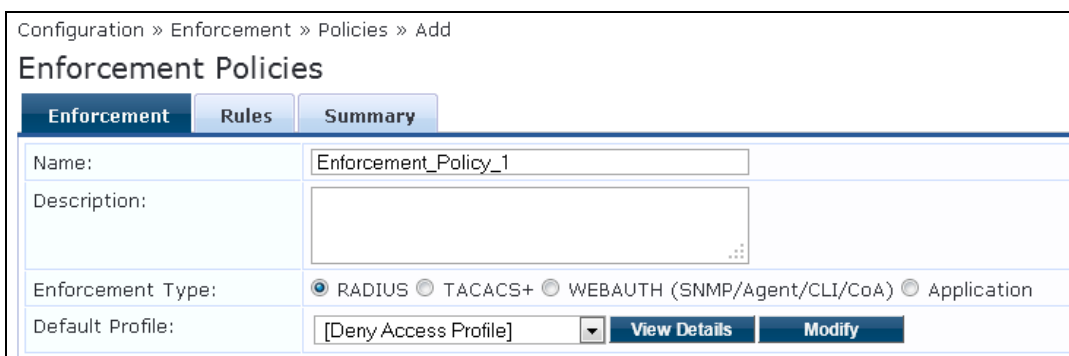 Configuration » Enforcement » Policies » Add
Enforcement Policies
Enforcement Rules Summary
Name: Enforcement_Policy_1
Description:
Enforcement Type: RADIUS TACACS+ WEBAUTH (SNMP/Agent/CLI/CoA) Application
Default Profile: [Deny Access Profile] View Details Modify